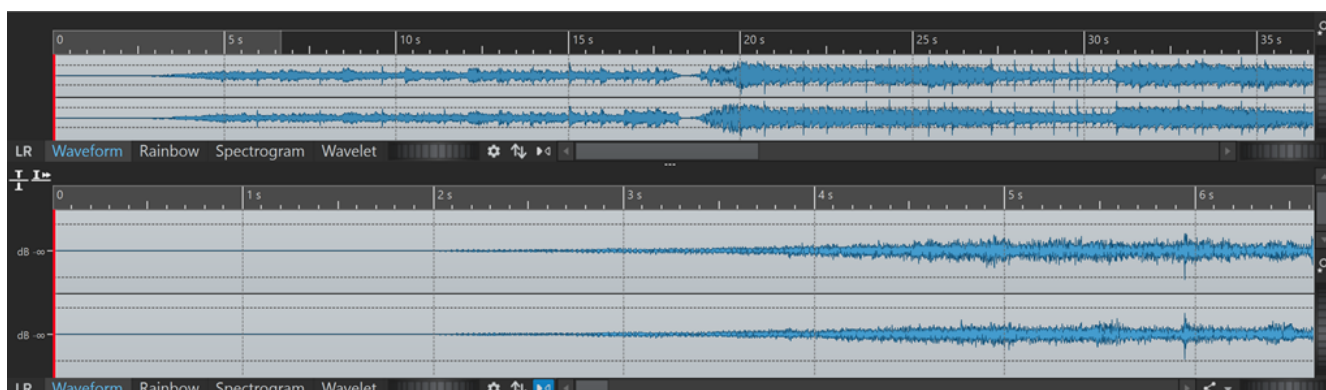 0 5 s 10 s 15 s 20 s 25 s 30 s 35 s
LR Waveform Rainbow Spectrogram Wavelet
0 1 s 2 s 3 s 4 s 5 s 6 s
dB -∞
dB -∞
LR Waveform Rainbow Spectrogram Wavelet